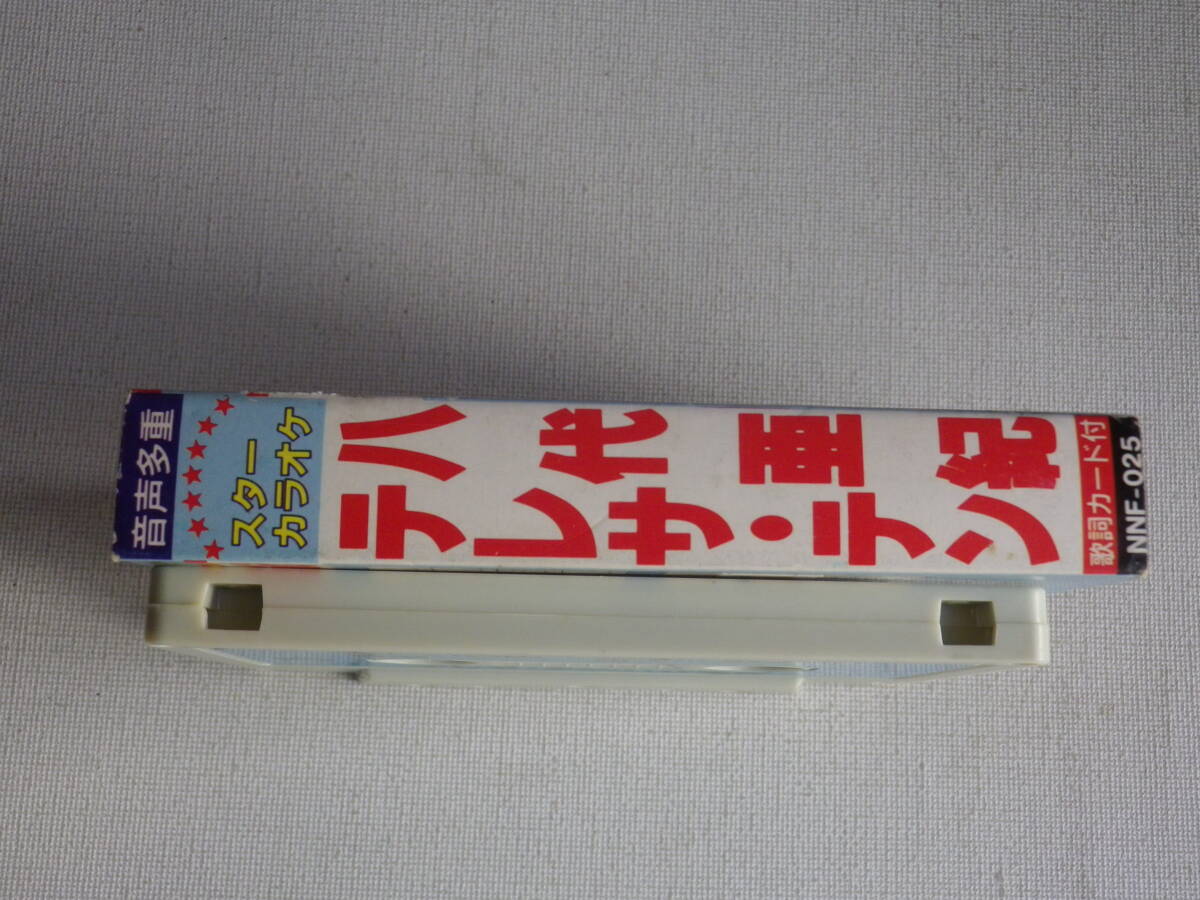 音声多重
スター
カラオケ
テレサ・テン
八代亜紀
歌詞カード付
NNF-025